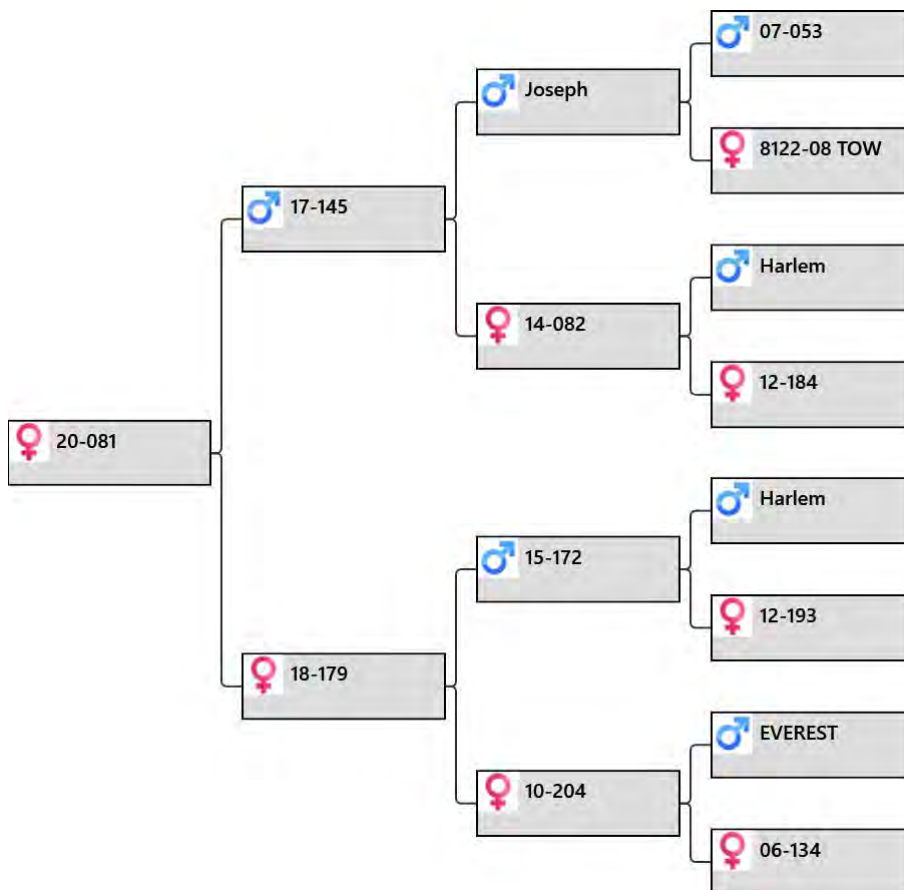 07-053
Joseph
8122-08 TOW
17-145
Harlem
14-082
12-184
20-081
Harlem
15-172
12-193
18-179
EVEREST
10-204
06-134